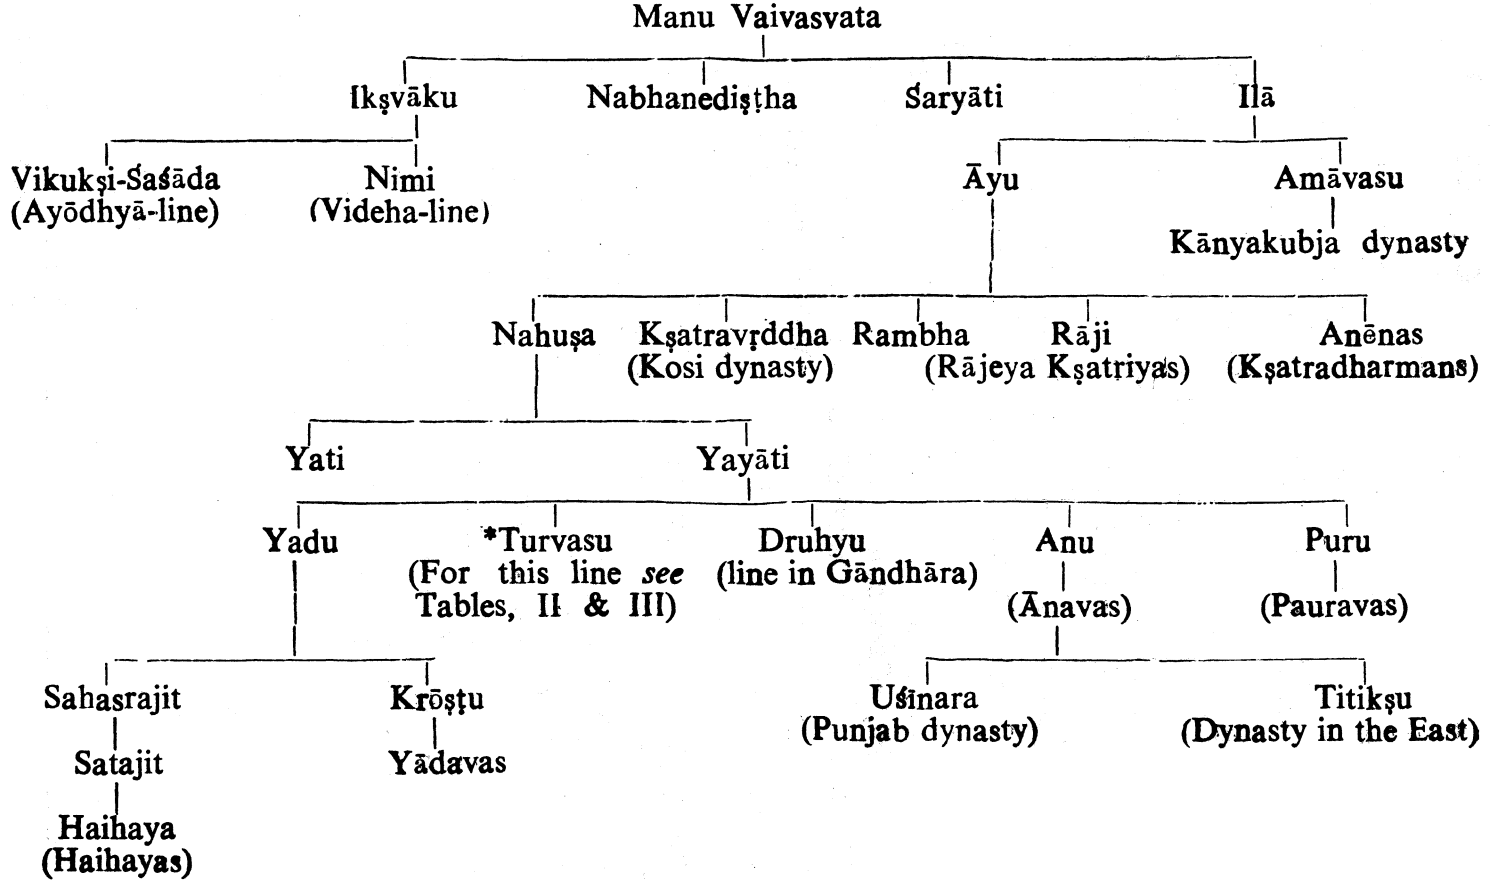 Manu Vaivasvata
Ikṣvāku Nabhanediṣṭha Śaryāti Ilā
Vikukṣi-Śaśāda Nimi Āyu Amāvasu
(Ayōdhyā-line) (Videha-line)
Kānyakubja dynasty
Nahuṣa Kṣatravṛddha Rambha Rāji Anēnas
(Kosi dynasty) (Rājeya Kṣatriyas) (Kṣatradharmans)
Yati Yayāti
Yadu *Turvasu Druhyu Anu Puru
(For this line see (line in Gāndhāra)
Tables, II & III) (Ānavas) (Pauravas)
Sahasrajit Krōṣṭu Uśīnara Titikṣu
(Punjab dynasty) (Dynasty in the East)
Satajit Yādavas
Haihaya
(Haihayas)